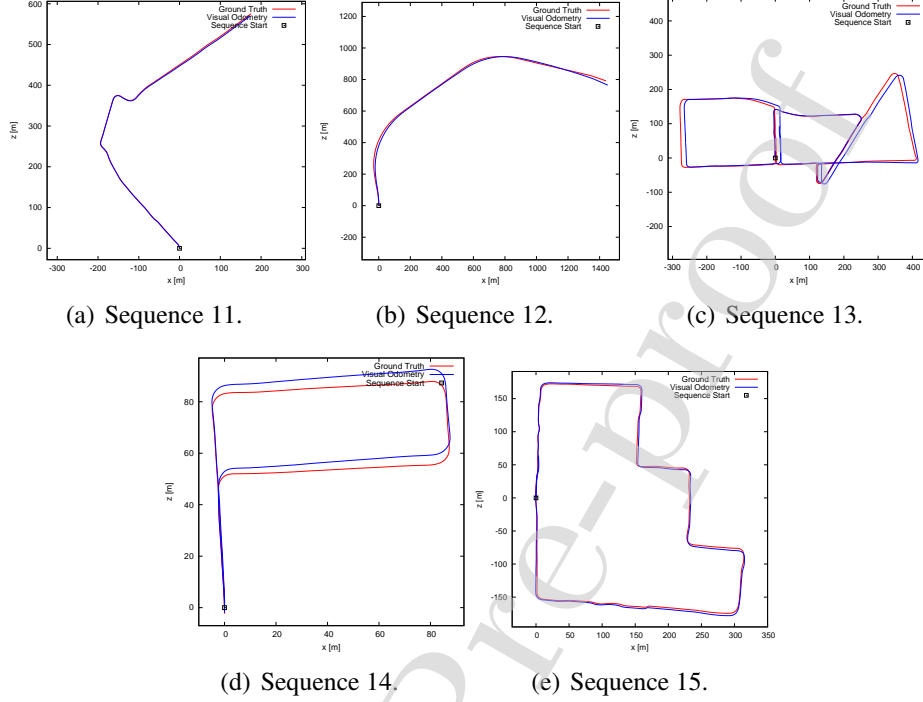 600
500
400
300
200
100
0
-300
-200
-100
0
100
200
300
z [m]
x [m]
Ground Truth
Visual Odometry
Sequence Start
(a) Sequence 11.
1200
1000
800
600
400
200
0
-200
0
200
400
600
800
1000
1200
1400
z [m]
x [m]
Ground Truth
Visual Odometry
Sequence Start
(b) Sequence 12.
400
300
200
100
0
-100
-200
-300
-200
-100
0
100
200
300
400
z [m]
x [m]
Ground Truth
Visual Odometry
Sequence Start
(c) Sequence 13.
80
60
40
20
0
0
20
40
60
80
z [m]
x [m]
Ground Truth
Visual Odometry
Sequence Start
(d) Sequence 14.
150
100
50
0
-50
-100
-150
0
50
100
150
200
250
300
350
z [m]
x [m]
Ground Truth
Visual Odometry
Sequence Start
(e) Sequence 15.
Pre-proof